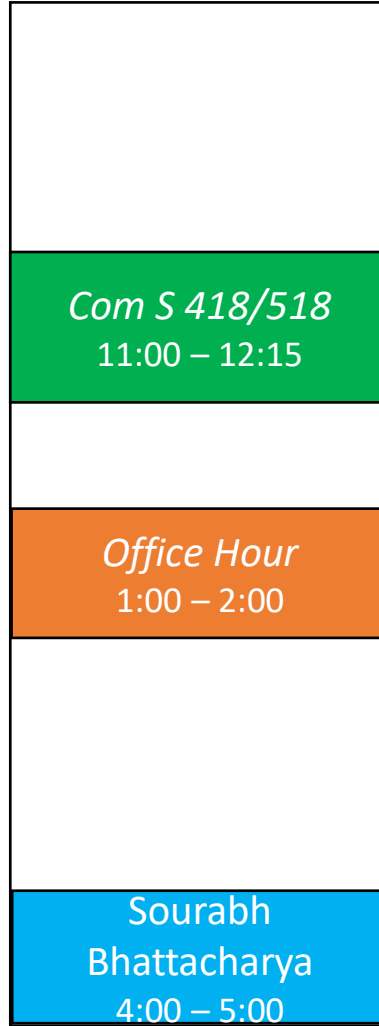 Com S 418/518
11:00 – 12:15
Office Hour
1:00 – 2:00
Sourabh
Bhattacharya
4:00 – 5:00